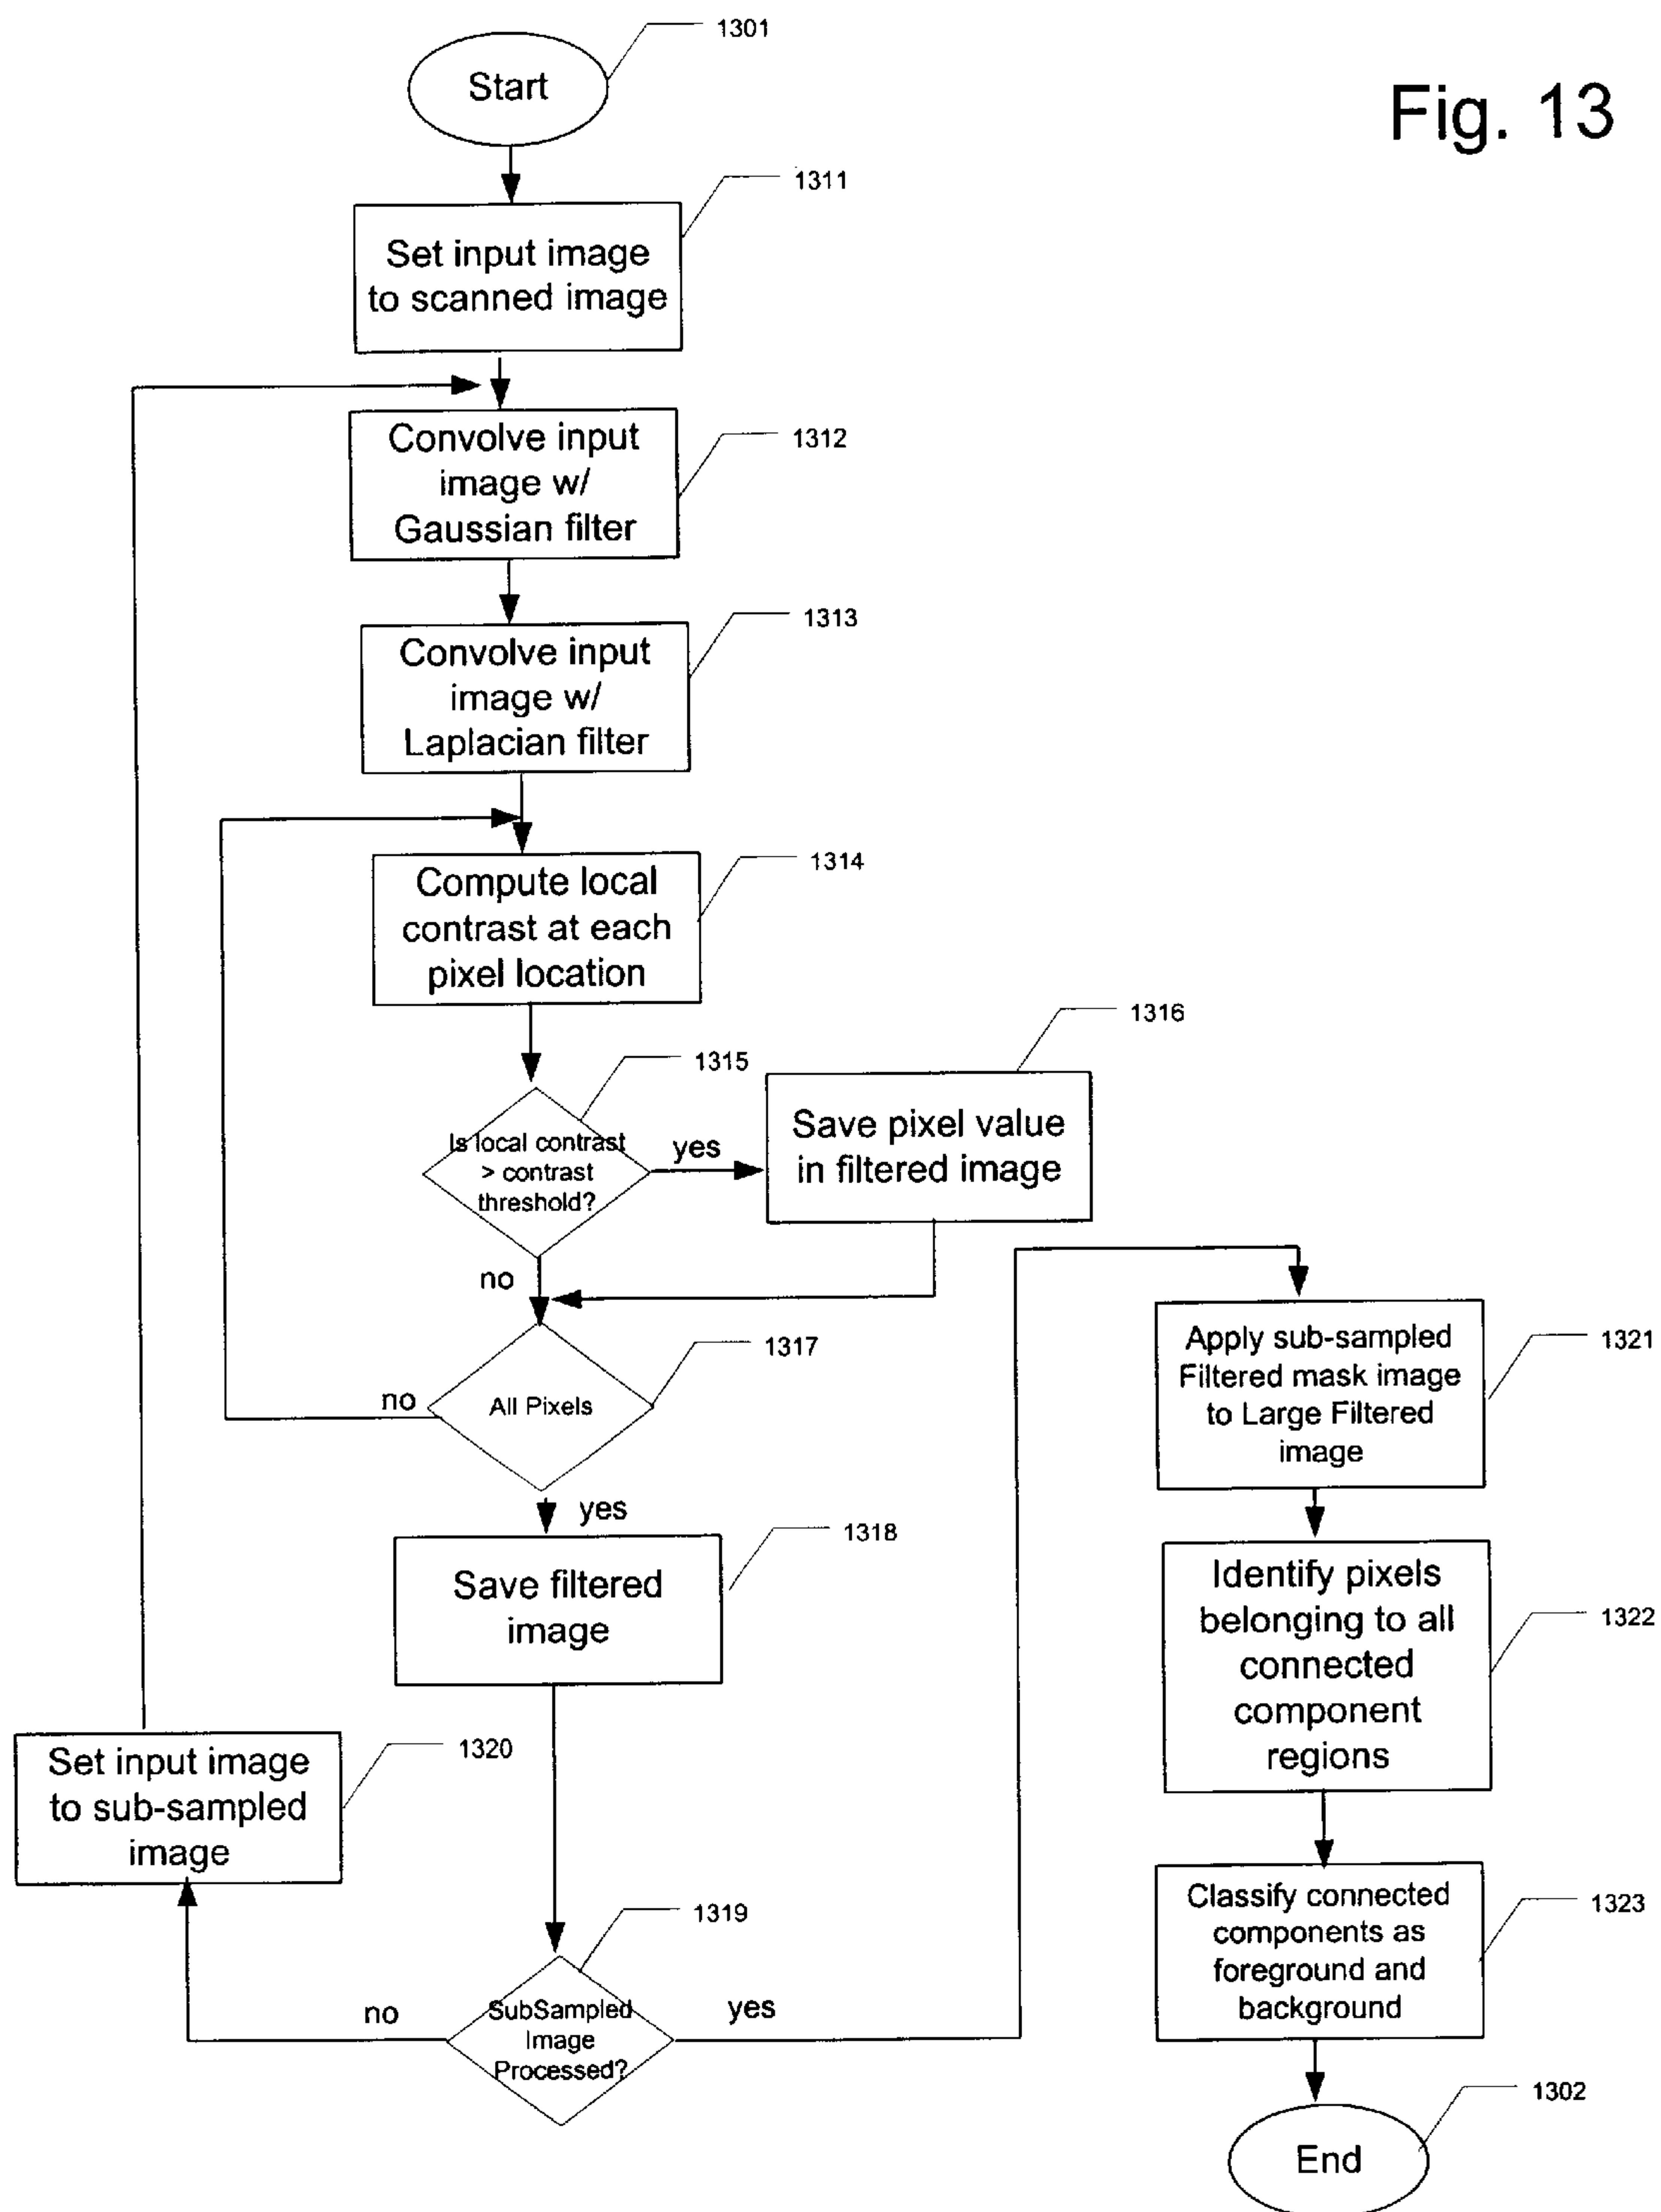 Fig. 13
1301
Start
1311
Set input image
to scanned image
1312
Convolve input
image w/
Gaussian filter
1313
Convolve input
image w/
Laplacian filter
1314
Compute local
contrast at each
pixel location
1315
Is local contrast
> contrast
threshold?
yes
no
1316
Save pixel value
in filtered image
1317
All Pixels
no
yes
1318
Save filtered
image
1319
SubSampled
Image
Processed?
no
yes
1320
Set input image
to sub-sampled
image
1321
Apply sub-sampled
Filtered mask image
to Large Filtered
image
1322
Identify pixels
belonging to all
connected
component
regions
1323
Classify connected
components as
foreground and
background
1302
End